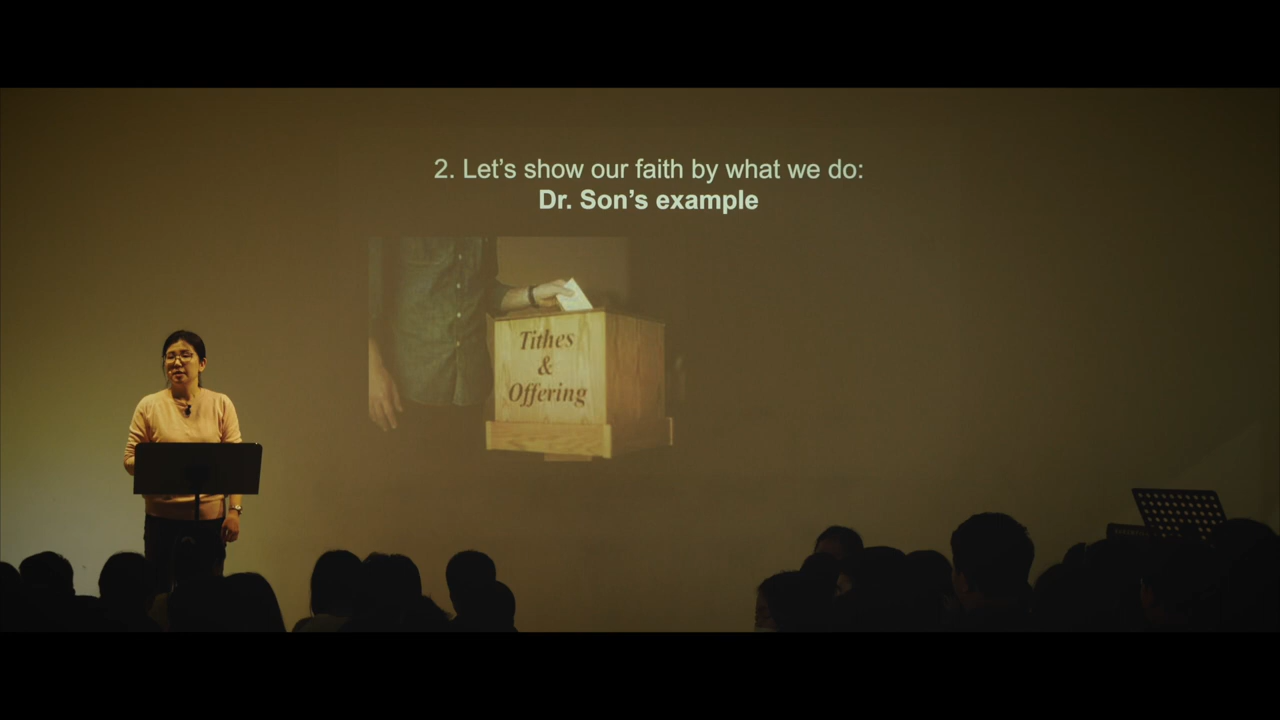 2. Let’s show our faith by what we do:
Dr. Son’s example
Tithes
&
Offering